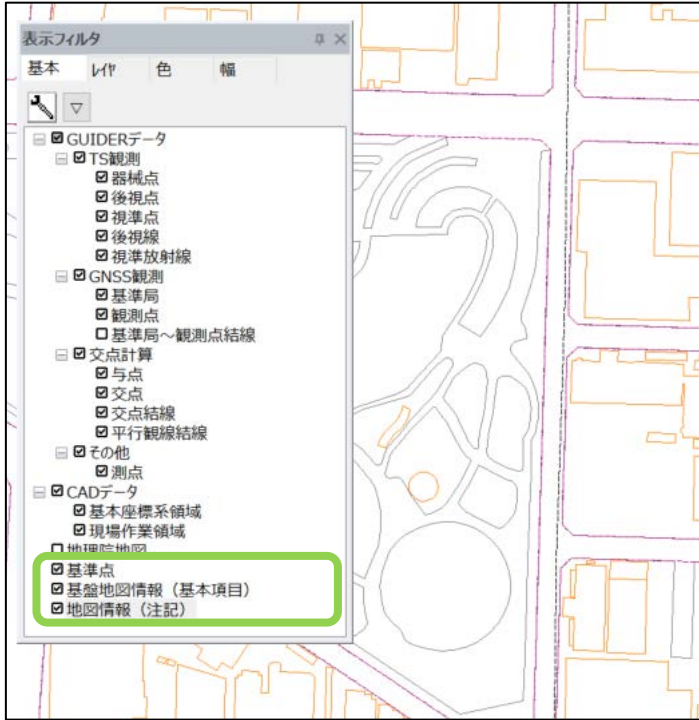 表示フィルタ
基本 レイヤ 色 幅
GUIDERデータ
TS観測
器械点
後視点
視準点
後視線
視準放射線
GNSS観測
基準局
観測点
基準局～観測点結線
交点計算
与点
交点
交点結線
平行観線結線
その他
測点
CADデータ
基本座標系領域
現場作業領域
地理院地図
基準点
基盤地図情報（基本項目）
地図情報（注記）